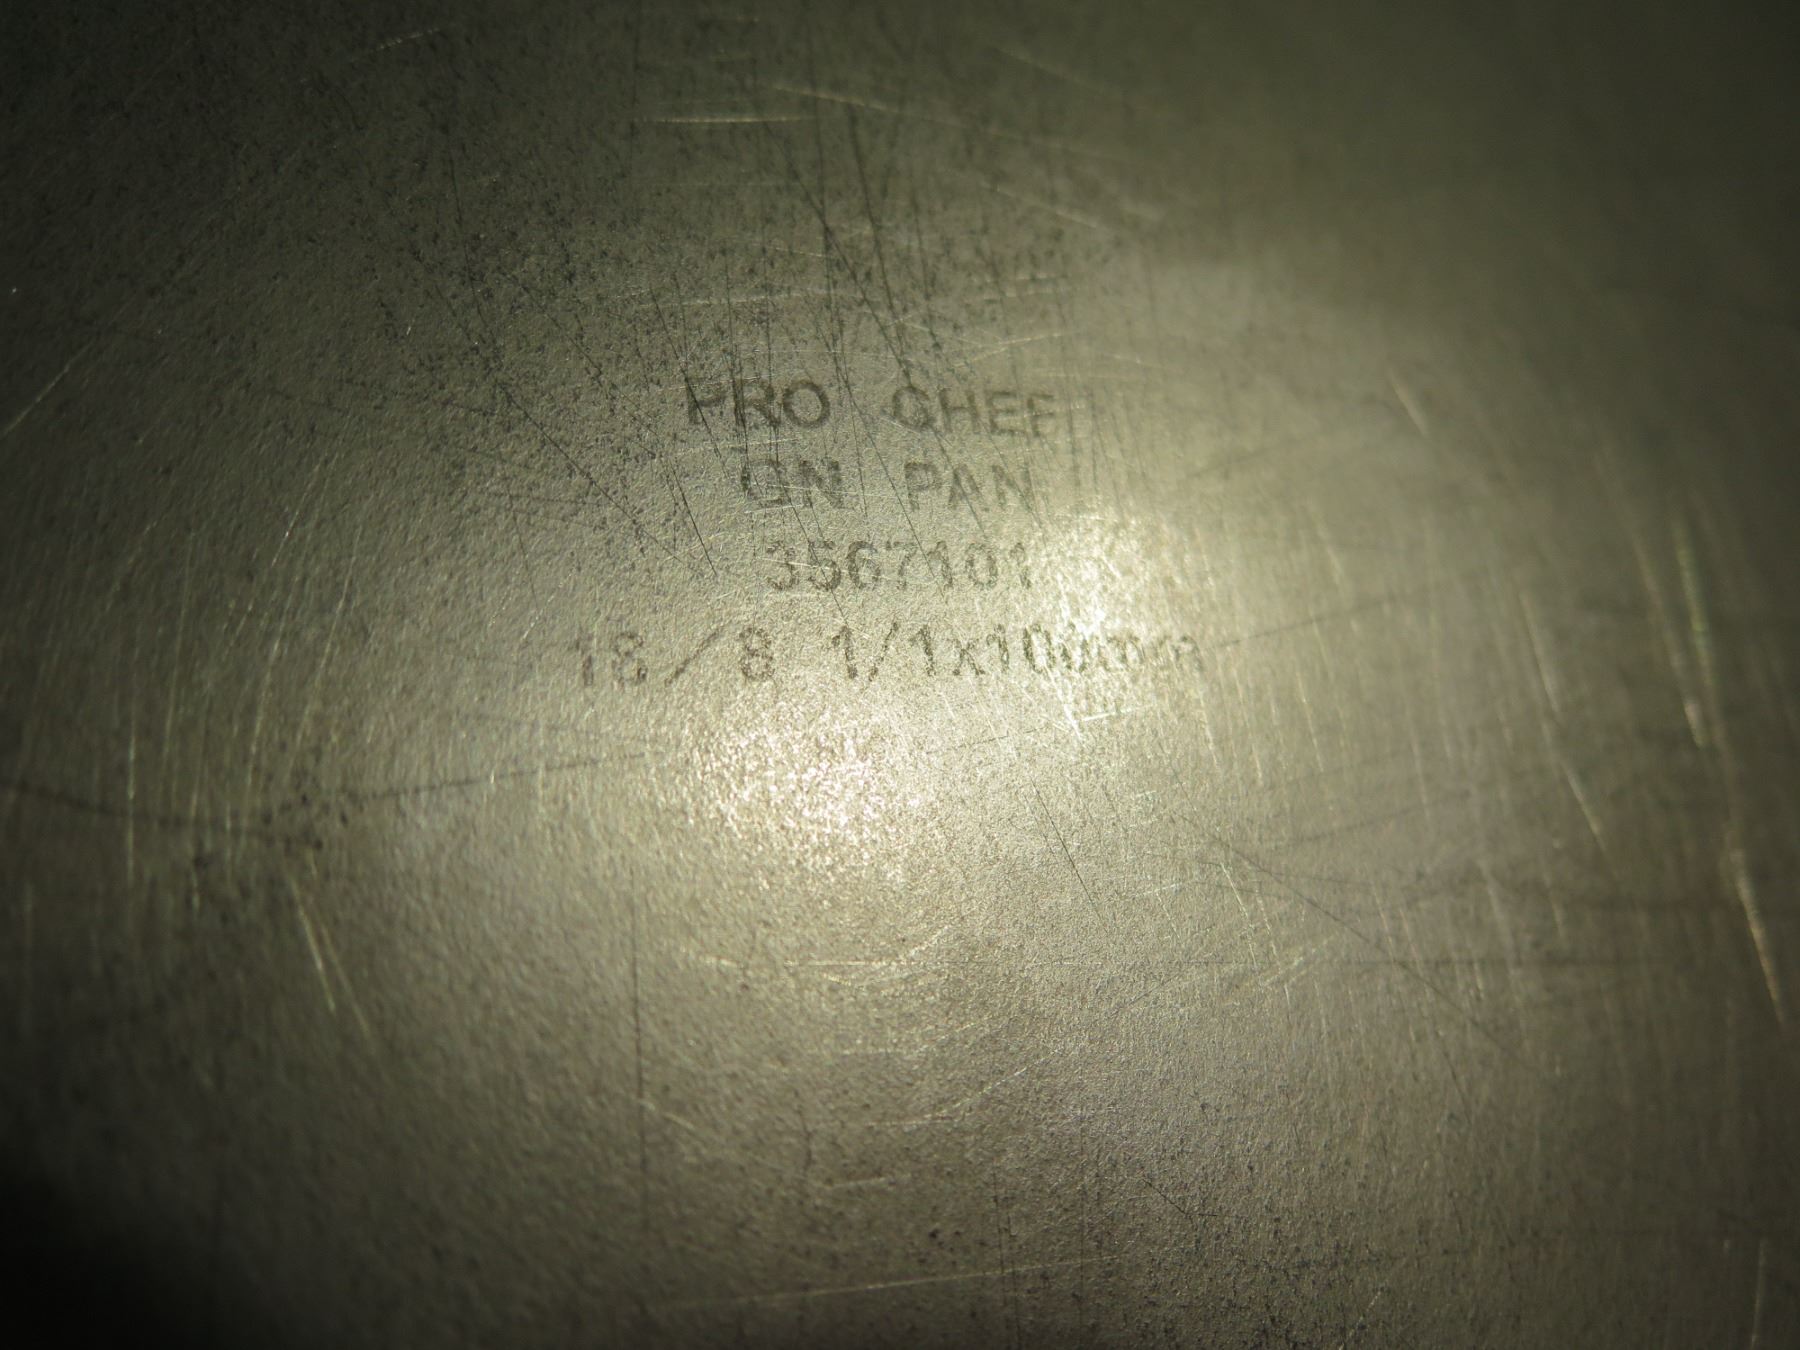 PRO CHEF
GN PAN
3567101
18/8 1/1x100mm